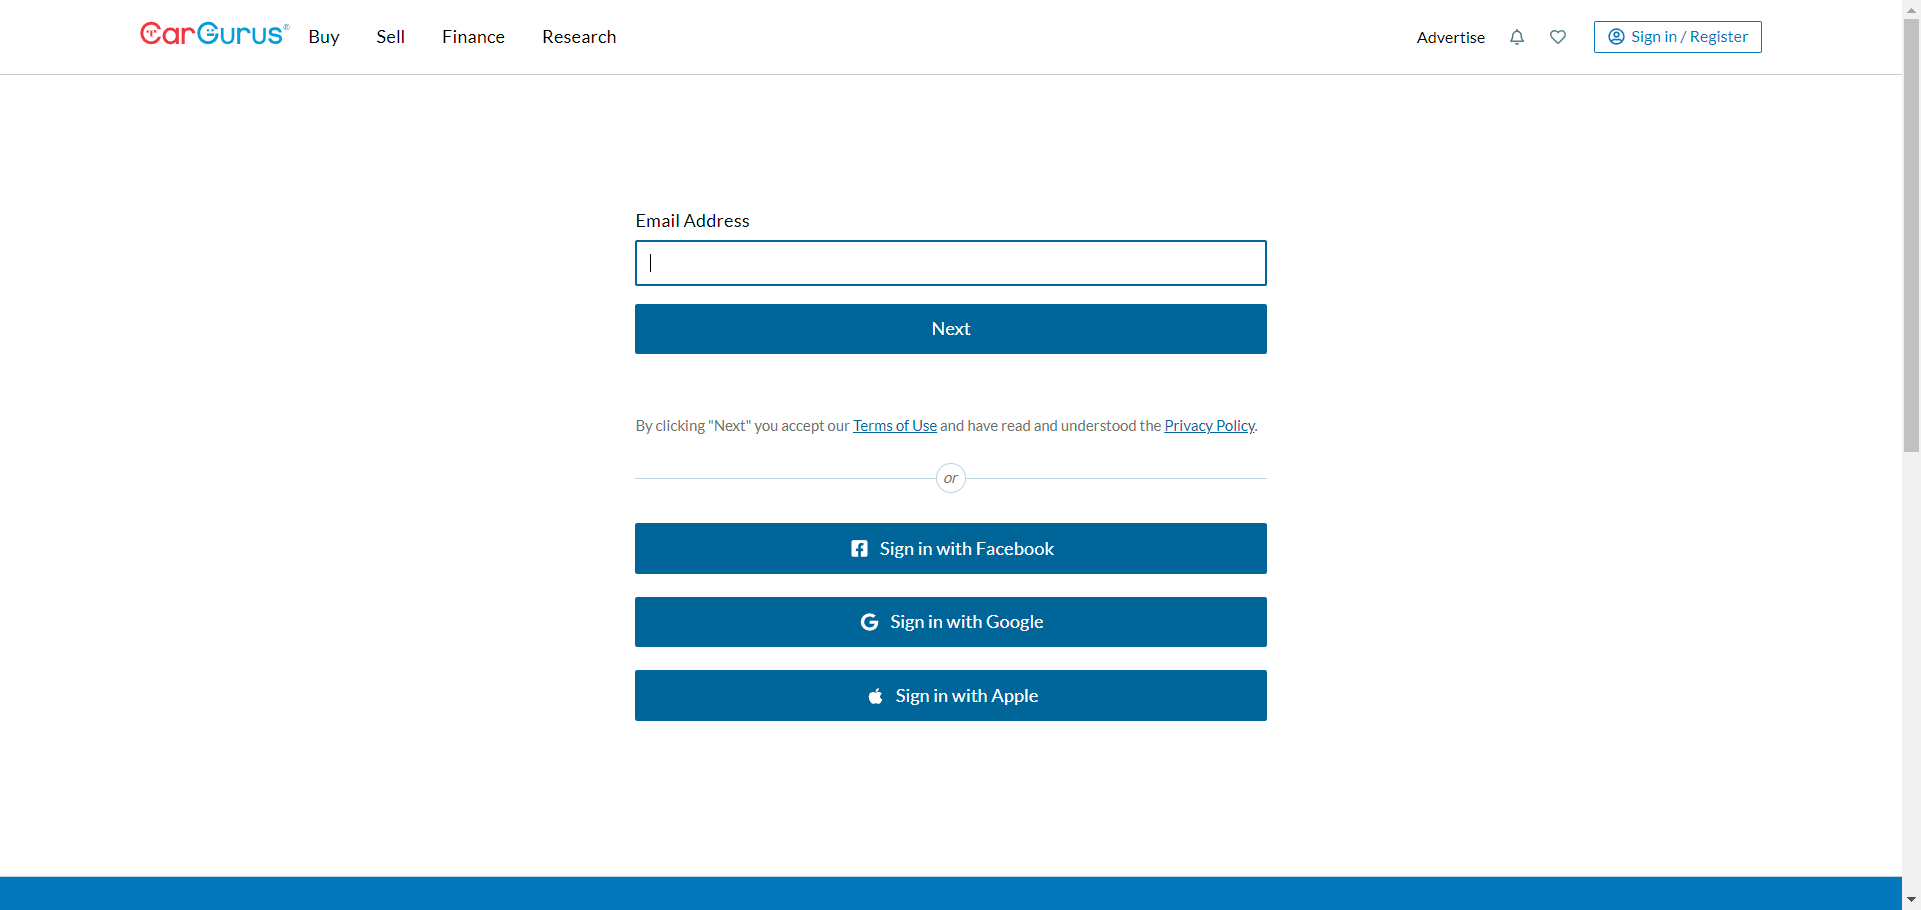 CarGurus® Buy Sell Finance Research Advertise Sign in / Register
Email Address
Next
By clicking "Next" you accept our Terms of Use and have read and understood the Privacy Policy.
or
Sign in with Facebook
Sign in with Google
Sign in with Apple